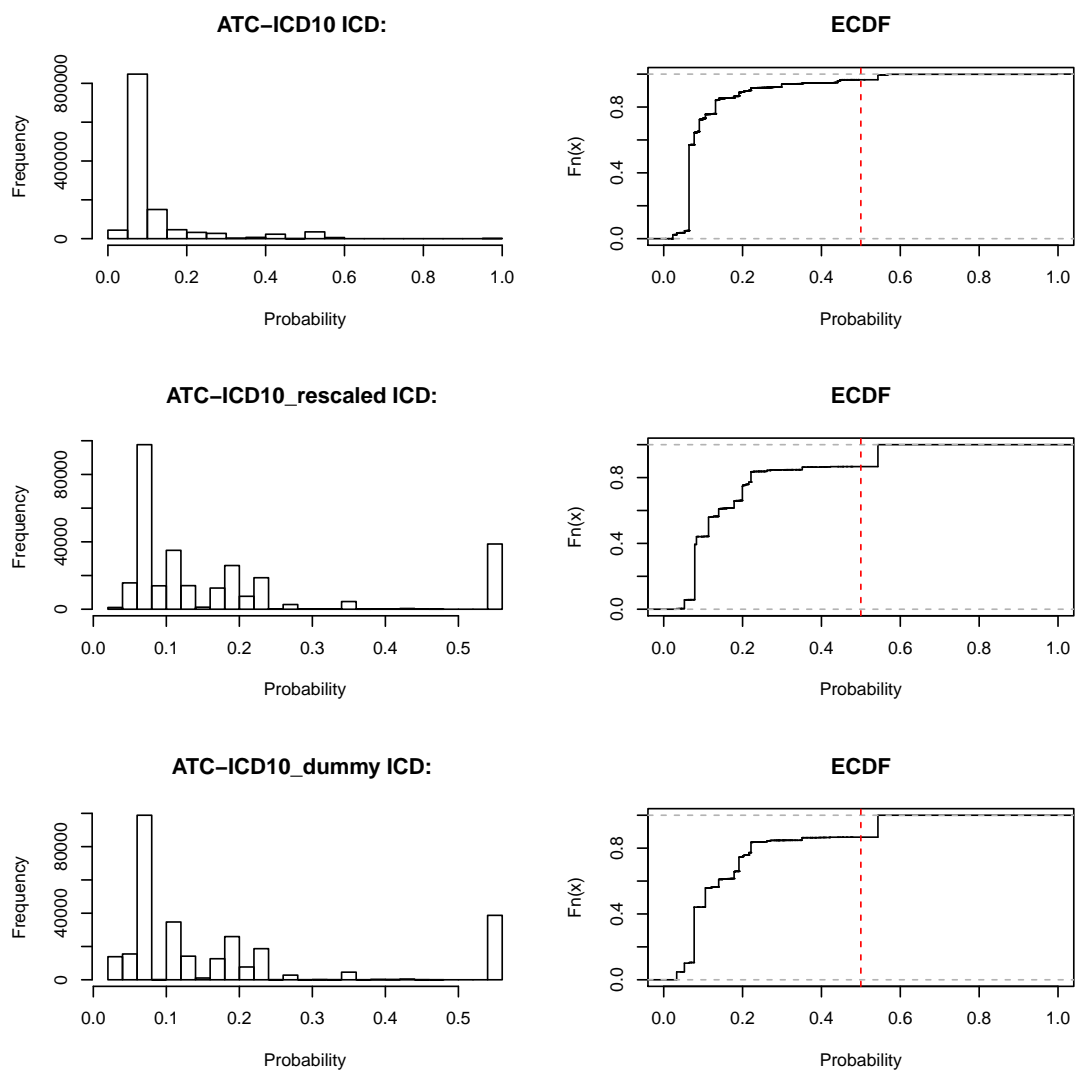 ATC−ICD10 ICD:
Frequency
0 400000 800000
0.0 0.2 0.4 0.6 0.8 1.0
Probability
ECDF
Fn(x)
0.0 0.4 0.8
0.0 0.2 0.4 0.6 0.8 1.0
Probability
ATC−ICD10_rescaled ICD:
Frequency
0 40000 80000
0.0 0.1 0.2 0.3 0.4 0.5
Probability
ECDF
Fn(x)
0.0 0.4 0.8
0.0 0.2 0.4 0.6 0.8 1.0
Probability
ATC−ICD10_dummy ICD:
Frequency
0 40000 80000
0.0 0.1 0.2 0.3 0.4 0.5
Probability
ECDF
Fn(x)
0.0 0.4 0.8
0.0 0.2 0.4 0.6 0.8 1.0
Probability